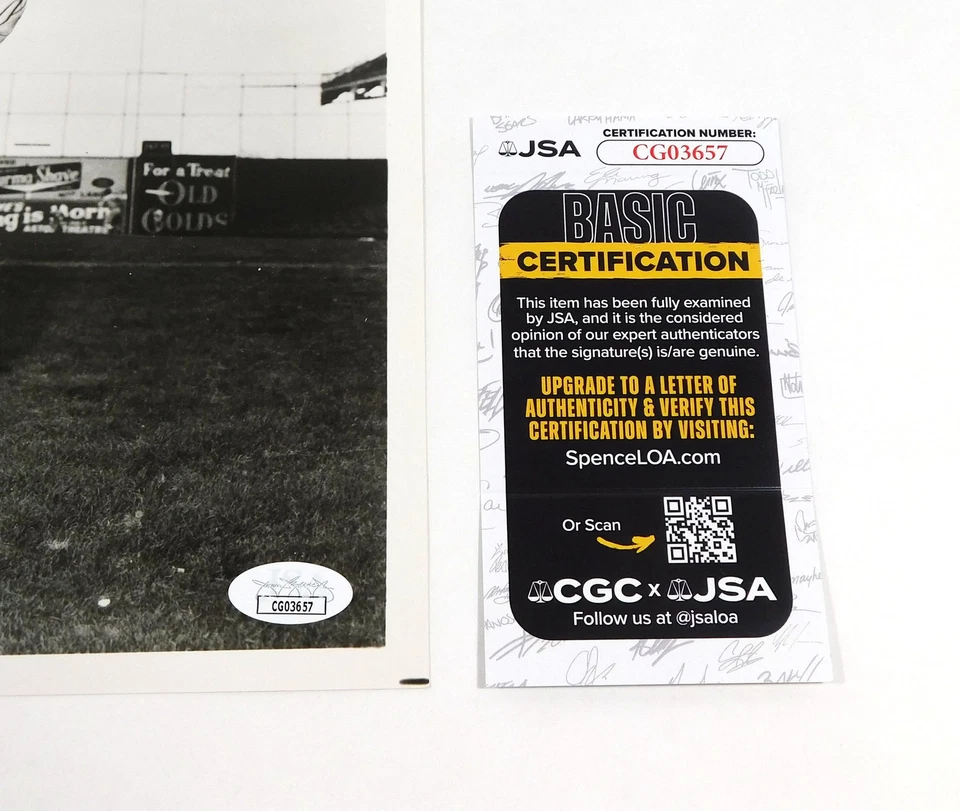 Shave
For a Treat
OLD
GOLDS
CG03657
JSA
CERTIFICATION NUMBER:
CG03657
BASIC
CERTIFICATION
This item has been fully examined
by JSA, and it is the considered
opinion of our expert authenticators
that the signature(s) is/are genuine.
UPGRADE TO A LETTER OF
AUTHENTICITY & VERIFY THIS
CERTIFICATION BY VISITING:
SpenceLOA.com
Or Scan
CGC x JSA
Follow us at @jsaloa